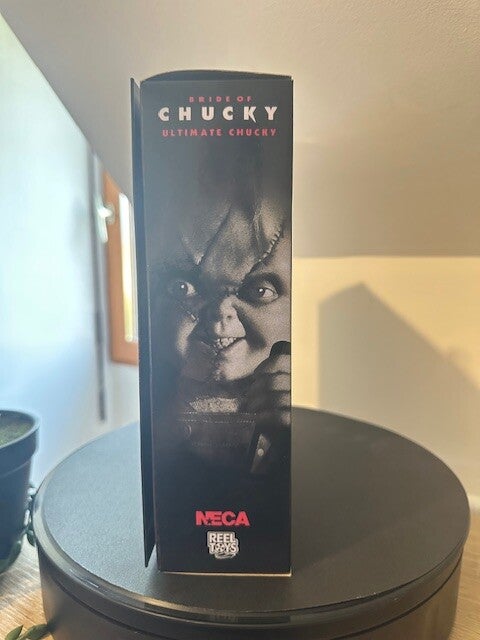 BRIDE OF
CHUCKY
ULTIMATE CHUCKY
NECA
REEL
TOYS